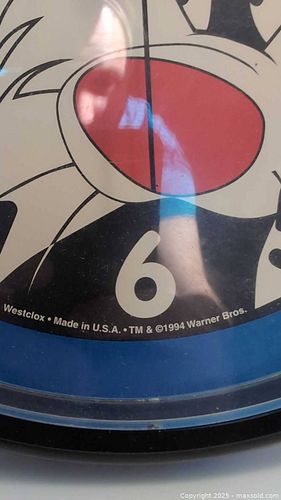 6
Westclox • Made in U.S.A. • TM & ©1994 Warner Bros.
Copyright 2025 - maxsold.com